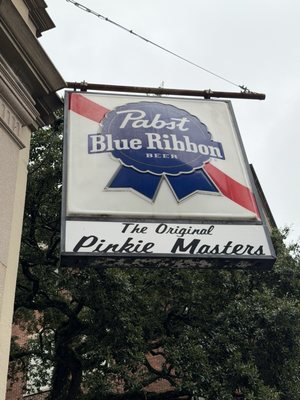 Pabst
Blue Ribbon
BEER
The Original
Pinkie Masters